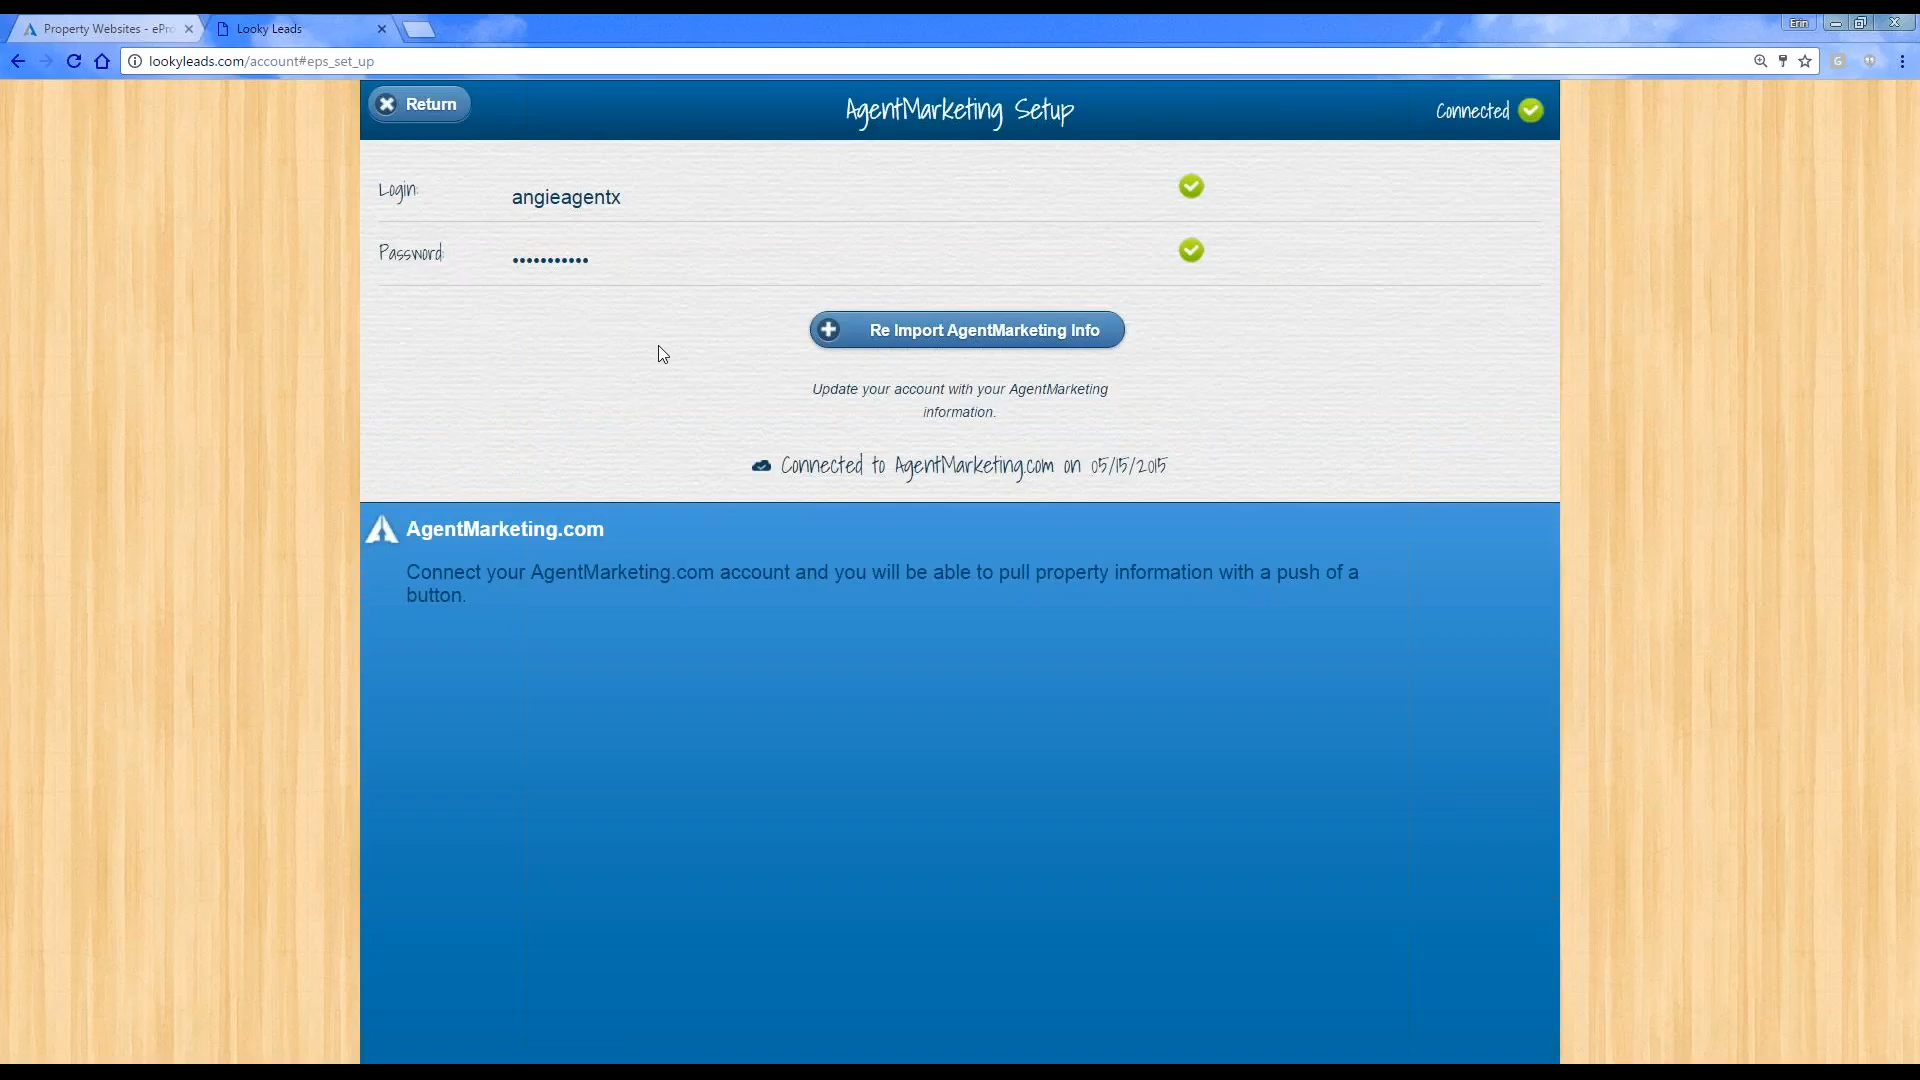 Property Websites - ePro
Looky Leads
Erin
lookyleads.com/account#eps_set_up
Return
AgentMarketing Setup
Connected
Login:
angieagentx
Password:
•••••••••••
Re Import AgentMarketing Info
Update your account with your AgentMarketing
information.
Connected to AgentMarketing.com on 05/15/2015
AgentMarketing.com
Connect your AgentMarketing.com account and you will be able to pull property information with a push of a
button.